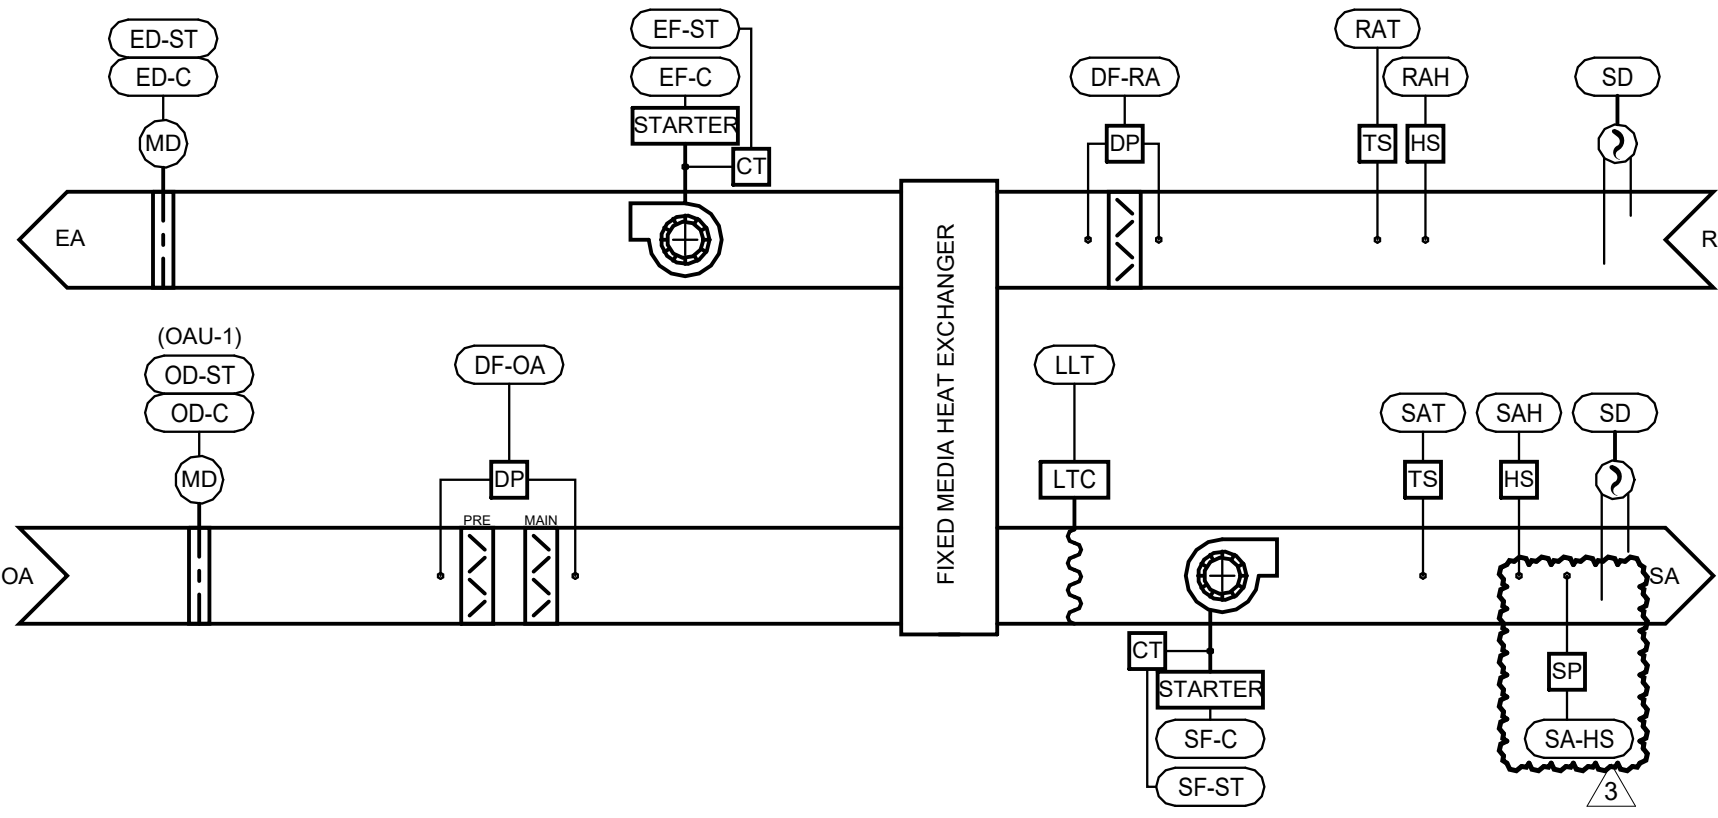 ED-ST
ED-C
MD
EF-ST
EF-C
STARTER
CT
DF-RA
DP
RAT
RAH
TS
HS
SD
EA
R
FIXED MEDIA HEAT EXCHANGER
(OAU-1)
OD-ST
OD-C
MD
DF-OA
DP
PRE
MAIN
LLT
LTC
SAT
SAH
SD
TS
HS
OA
SA
CT
STARTER
SF-C
SF-ST
SP
SA-HS
3